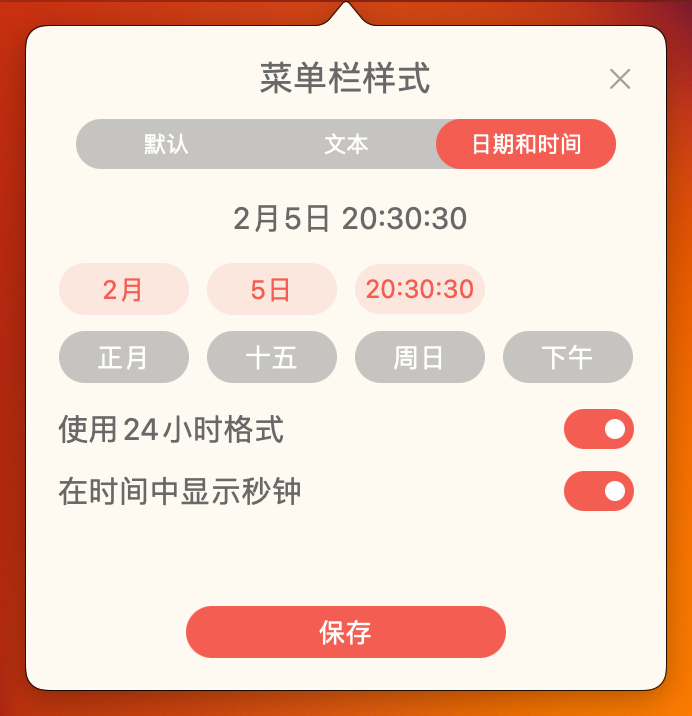 菜单栏样式
默认 文本 日期和时间
2月5日 20:30:30
2月 5日 20:30:30
正月 十五 周日 下午
使用24小时格式
在时间中显示秒钟
保存